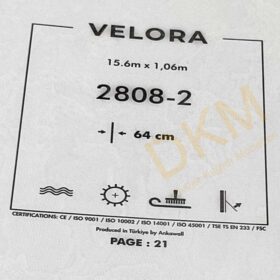 VELORA
15.6m x 1,06m
2808-2
64 cm
DKM
CERTIFICATIONS: CE / ISO 9001 / ISO 10002 / ISO 14001 / ISO 45001 / TSE TS EN 233 / FSC
Produced in Türkiye by Ankawall
PAGE : 21